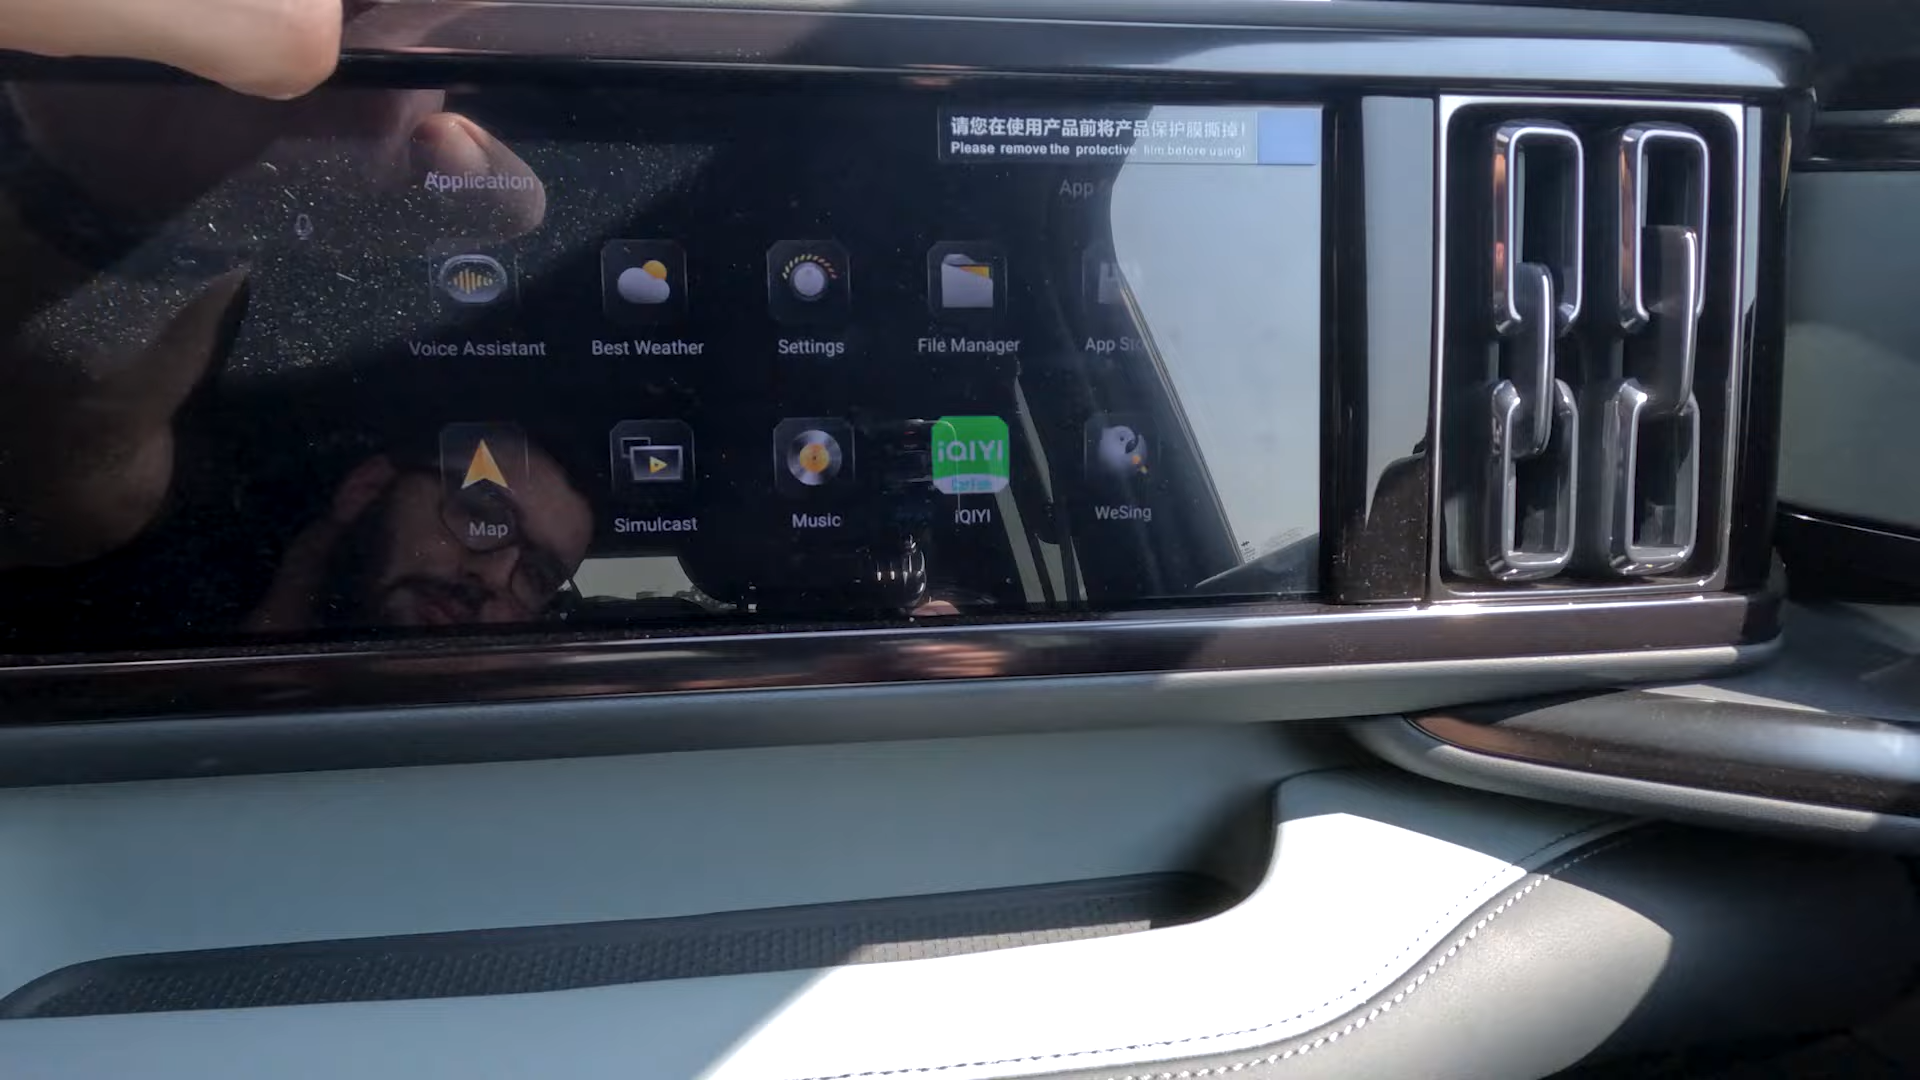 请您在使用产品前将产品保护膜撕掉！
Please remove the protective film before using!
Application
App
Voice Assistant
Best Weather
Settings
File Manager
App Sto
Map
Simulcast
Music
iQIYI
iQIYI
WeSing